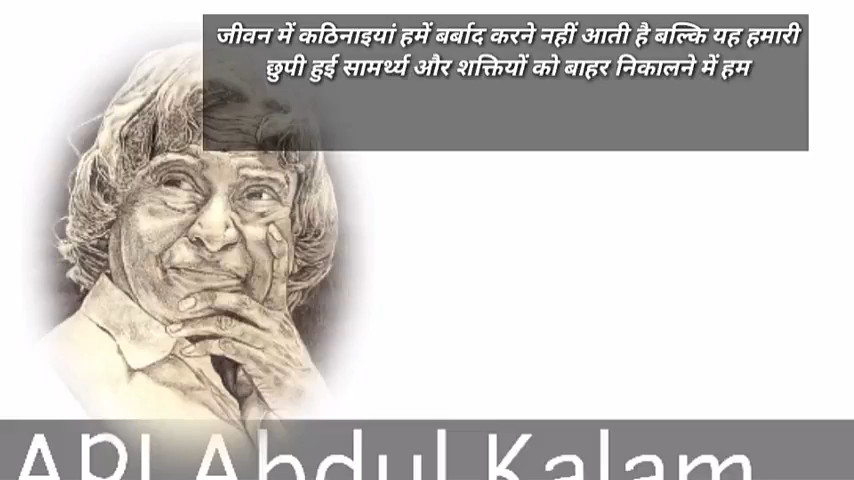 जीवन में कठिनाइयां हमें बर्बाद करने नहीं आती है बल्कि यह हमारी
छुपी हुई सामर्थ्य और शक्तियों को बाहर निकालने में हम
APJ Abdul Kalam